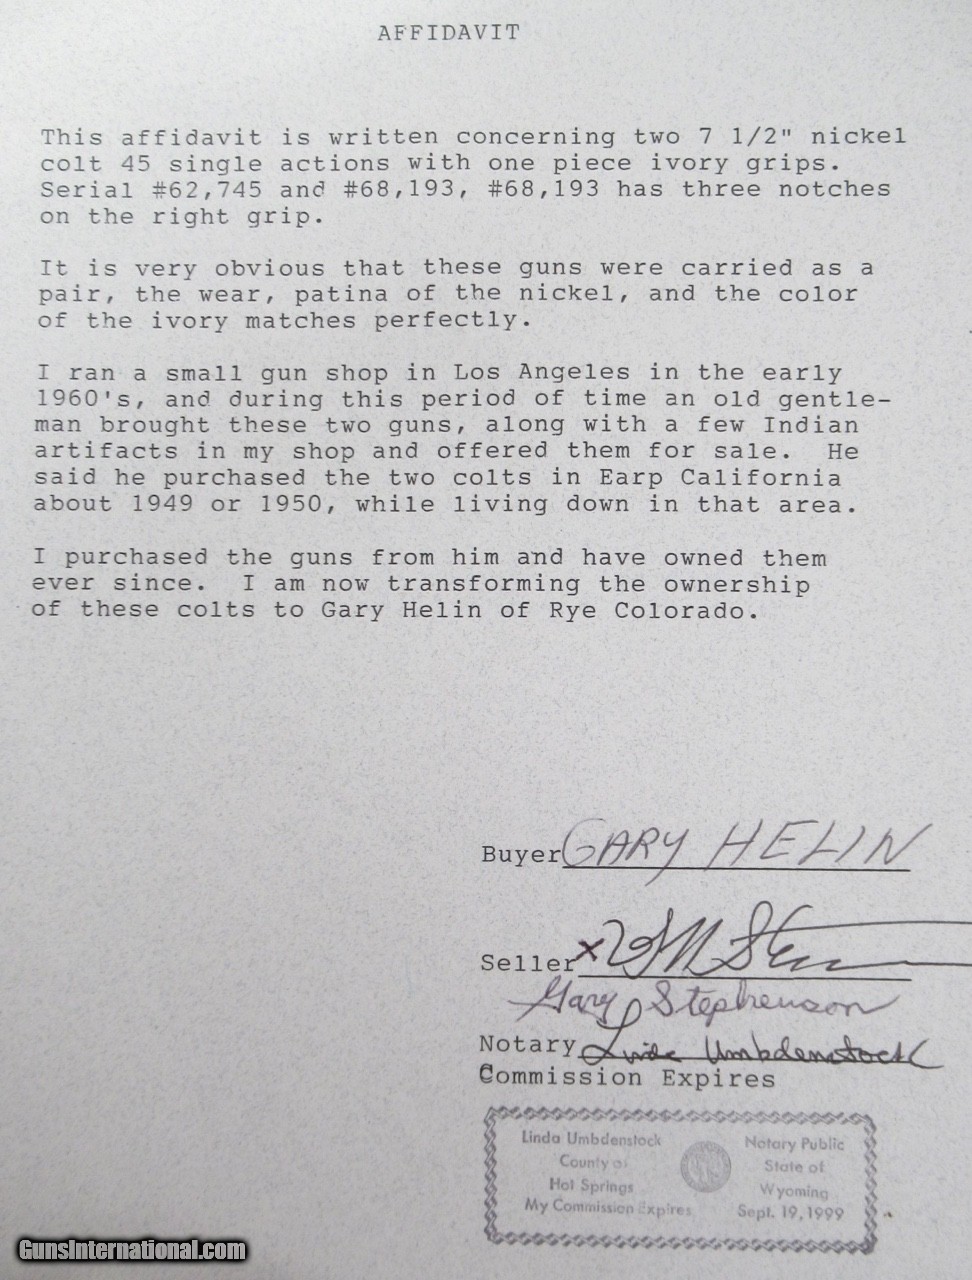 AFFIDAVIT
This affidavit is written concerning two 7 1/2" nickel
colt 45 single actions with one piece ivory grips.
Serial #62,745 and #68,193, #68,193 has three notches
on the right grip.
It is very obvious that these guns were carried as a
pair, the wear, patina of the nickel, and the color
of the ivory matches perfectly.
I ran a small gun shop in Los Angeles in the early
1960's, and during this period of time an old gentle-
man brought these two guns, along with a few Indian
artifacts in my shop and offered them for sale. He
said he purchased the two colts in Earp California
about 1949 or 1950, while living down in that area.
I purchased the guns from him and have owned them
ever since. I am now transforming the ownership
of these colts to Gary Helin of Rye Colorado.
Buyer GARY HELIN
Seller X
Gary Stephenson
Notary Linda Umbdenstock
Commission Expires
Linda Umbdenstock Notary Public
County of State of
Hot Springs Wyoming
My Commission Expires Sept. 19, 1999
GunsInternational.com